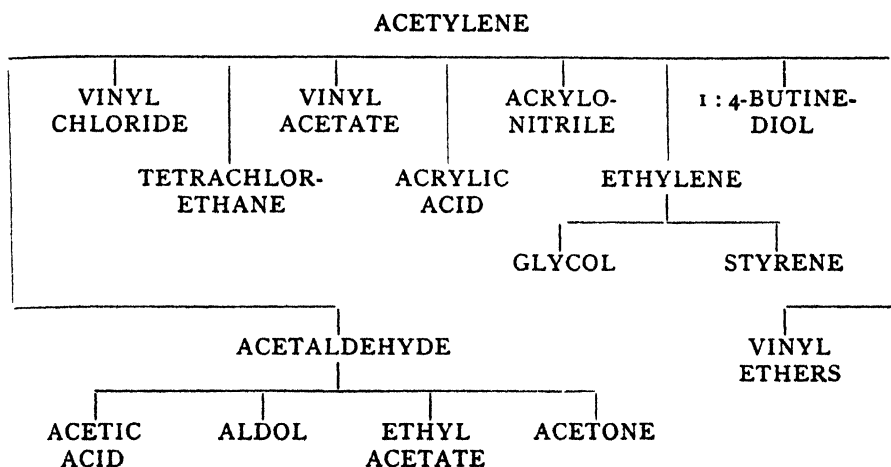 ACETYLENE
VINYL
CHLORIDE
VINYL
ACETATE
ACRYLO-
NITRILE
1 : 4-BUTINE-
DIOL
TETRACHLOR-
ETHANE
ACRYLIC
ACID
ETHYLENE
GLYCOL
STYRENE
ACETALDEHYDE
VINYL
ETHERS
ACETIC
ACID
ALDOL
ETHYL
ACETATE
ACETONE